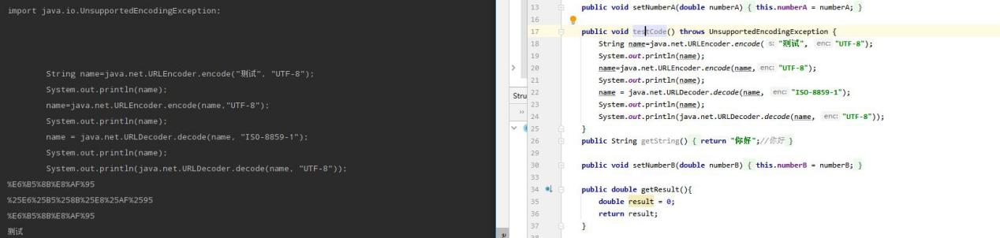 import java.io.UnsupportedEncodingException;
String name=java.net.URLEncoder.encode("测试", "UTF-8");
System.out.println(name);
name=java.net.URLEncoder.encode(name,"UTF-8");
System.out.println(name);
name = java.net.URLDecoder.decode(name, "ISO-8859-1");
System.out.println(name);
System.out.println(java.net.URLDecoder.decode(name, "UTF-8"));
%E6%B5%8B%E8%AF%95
%25E6%25B5%258B%25E8%25AF%2595
%E6%B5%8B%E8%AF%95
测试
Stru
13 public void setNumberA(double numberA) { this.numberA = numberA; }
16
17 public void testCode() throws UnsupportedEncodingException {
18 String name=java.net.URLEncoder.encode( s: "测试", enc: "UTF-8");
19 System.out.println(name);
20 name=java.net.URLEncoder.encode(name, enc: "UTF-8");
21 System.out.println(name);
22 name = java.net.URLDecoder.decode(name, enc: "ISO-8859-1");
23 System.out.println(name);
24 System.out.println(java.net.URLDecoder.decode(name, enc: "UTF-8"));
25 }
26 public String getString() { return "你好";//你好 }
29
30 public void setNumberB(double numberB) { this.numberB = numberB; }
33
34 public double getResult(){
35 double result = 0;
36 return result;
37 }